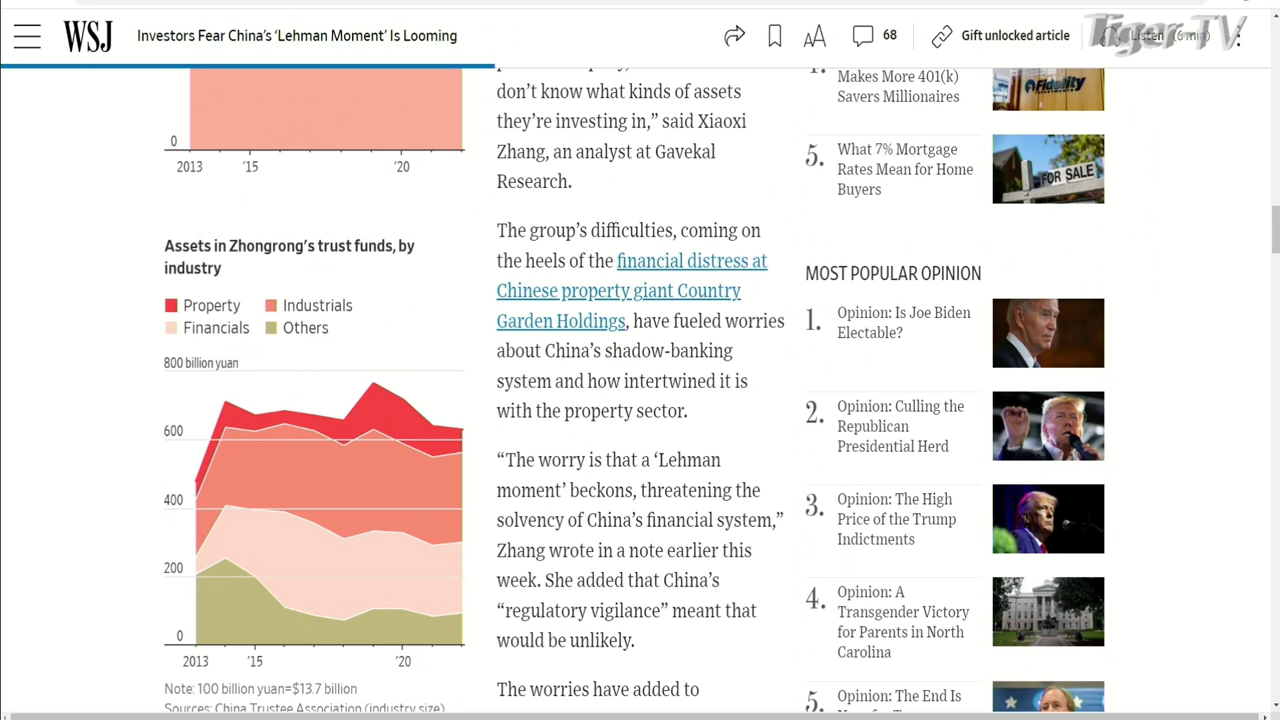 WSJ
Investors Fear China's 'Lehman Moment' Is Looming
68
Gift unlocked article
Listen (6 min)
Tiger TV
0
2013
'15
'20
Assets in Zhongrong's trust funds, by
industry
Property
Industrials
Financials
Others
800 billion yuan
600
400
200
0
2013
'15
'20
Note: 100 billion yuan=$13.7 billion
Sources: China Trustee Association (industry size)
don't know what kinds of assets
they're investing in,” said Xiaoxi
Zhang, an analyst at Gavekal
Research.
The group's difficulties, coming on
the heels of the financial distress at
Chinese property giant Country
Garden Holdings, have fueled worries
about China's shadow-banking
system and how intertwined it is
with the property sector.
“The worry is that a ‘Lehman
moment’ beckons, threatening the
solvency of China's financial system,”
Zhang wrote in a note earlier this
week. She added that China's
“regulatory vigilance” meant that
would be unlikely.
The worries have added to
Makes More 401(k)
Savers Millionaires
Fidelity
5.
What 7% Mortgage
Rates Mean for Home
Buyers
FOR SALE
MOST POPULAR OPINION
1.
Opinion: Is Joe Biden
Electable?
2.
Opinion: Culling the
Republican
Presidential Herd
3.
Opinion: The High
Price of the Trump
Indictments
4.
Opinion: A
Transgender Victory
for Parents in North
Carolina
5.
Opinion: The End Is